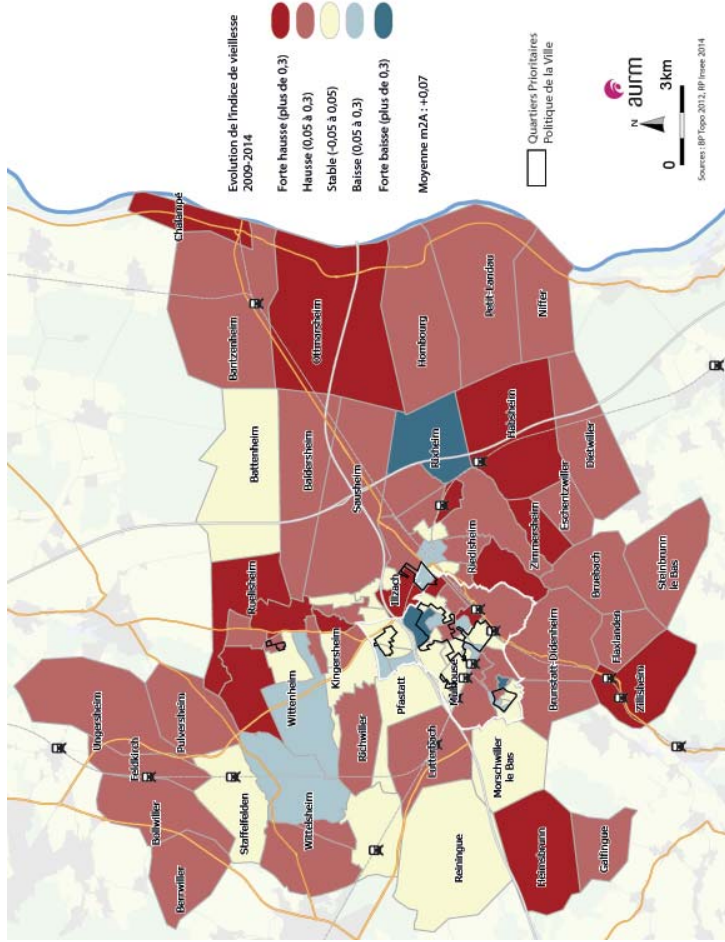 Evolution de l'indice de vieillesse
2009-2014
Forte hausse (plus de 0,3)
Hausse (0,05 à 0,3)
Stable (-0,05 à 0,05)
Baisse (0,05 à 0,3)
Forte baisse (plus de 0,3)
Moyenne m2A : +0,07
Quartiers Prioritaires
Politique de la Ville
N
aurm
0
3km
Sources : BP Topo 2012, RP Insee 2014
Chalampé
Bantzenheim
Ottmarsheim
Hombourg
Petit-Landau
Niffer
Battenheim
Baldersheim
Sausheim
Rixheim
Habsheim
Dietwiller
Eschentzwiller
Zimmersheim
Riedisheim
Ruelisheim
Illzach
Bruebach
Steinbrunn
le Bas
Ungersheim
Pulversheim
Feldkirch
Bollwiller
Berrwiller
Staffelfelden
Wittelsheim
Wittenheim
Kingersheim
Richwiller
Pfastatt
Lutterbach
Mulhouse
Morschwiller
le Bas
Reiningue
Heimsbrunn
Galfingue
Brunstatt-Didenheim
Flaxlanden
Zillisheim